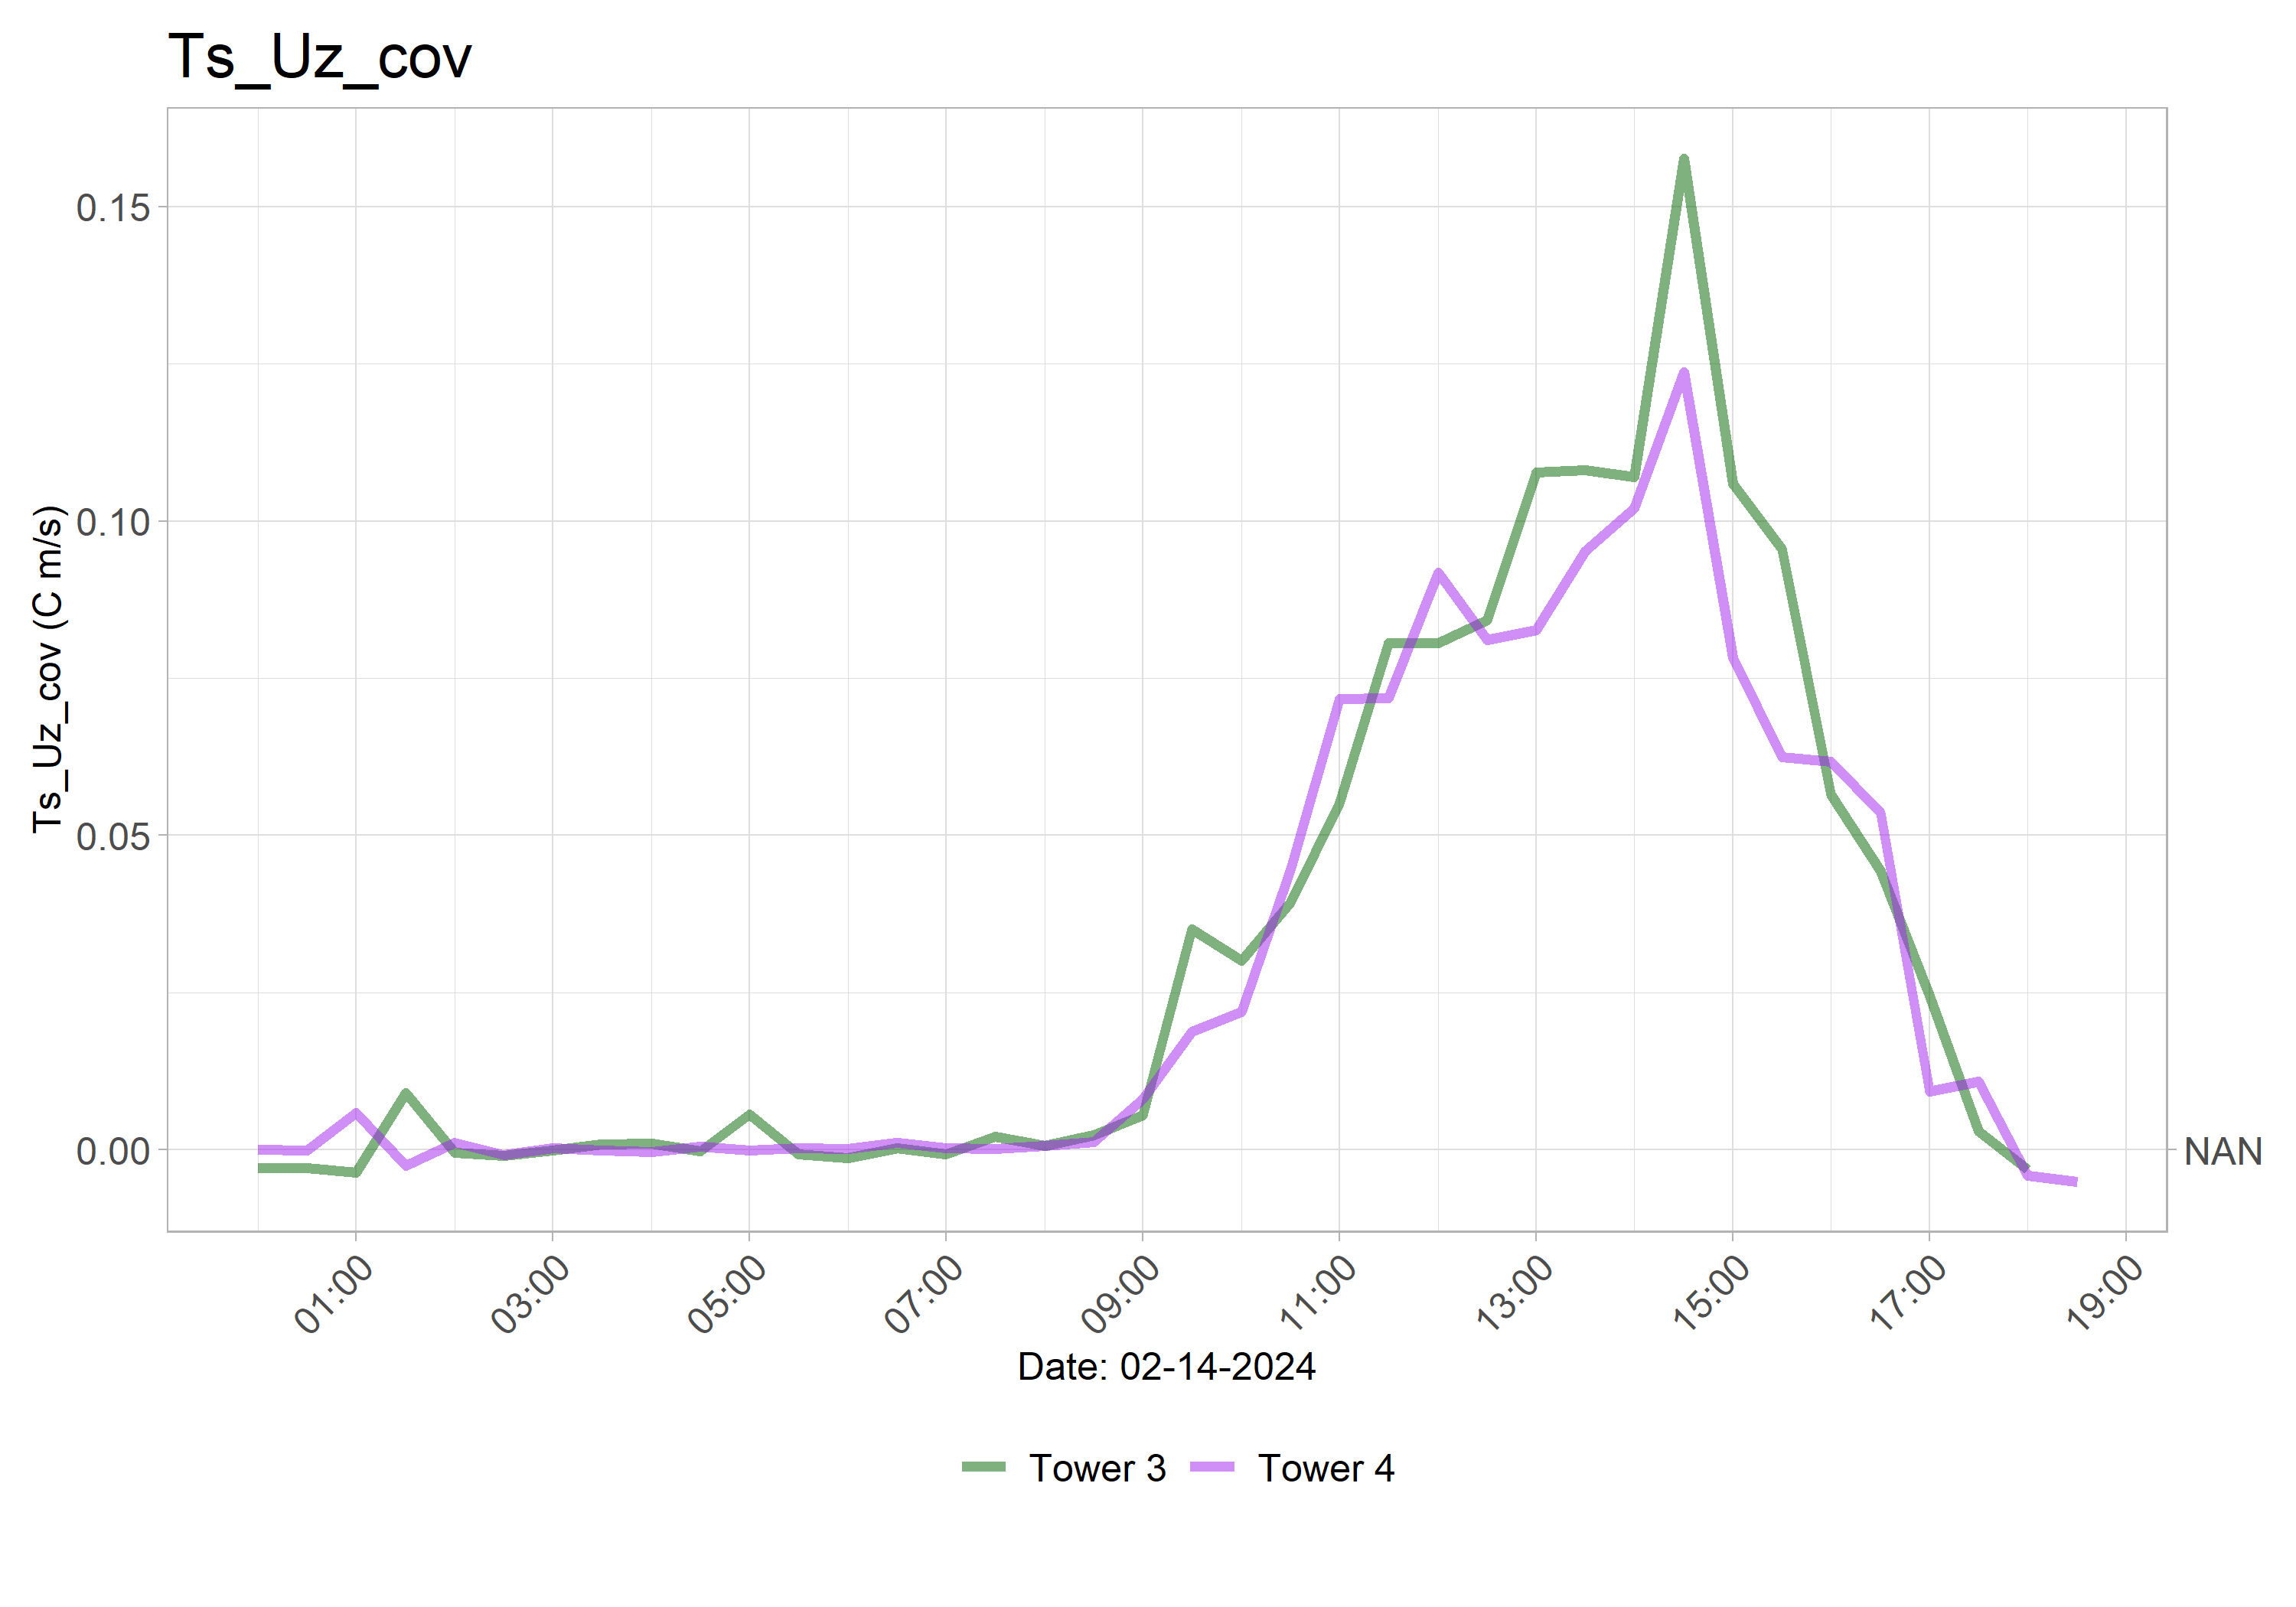 Ts_Uz_cov
Ts_Uz_cov (C m/s)
0.15
0.10
0.05
0.00
NAN
01:00 03:00 05:00 07:00 09:00 11:00 13:00 15:00 17:00 19:00
Date: 02-14-2024
Tower 3 Tower 4